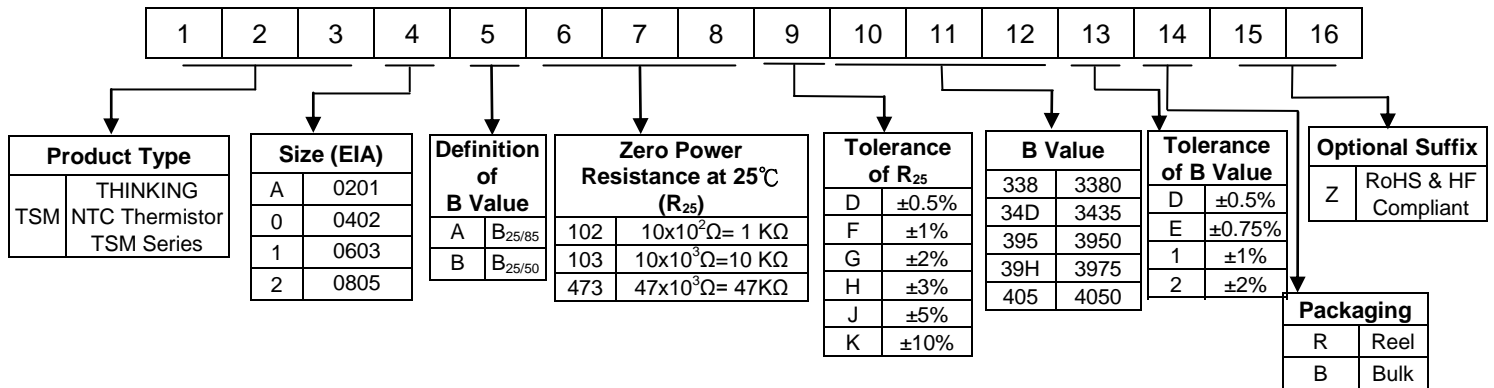 1 2 3 4 5 6 7 8 9 10 11 12 13 14 15 16
Product Type
TSM THINKING
NTC Thermistor
TSM Series
Size (EIA)
A 0201
0 0402
1 0603
2 0805
Definition
of
B Value
A B25/85
B B25/50
Zero Power
Resistance at 25℃
(R25)
102 10x10²Ω= 1 KΩ
103 10x10³Ω=10 KΩ
473 47x10³Ω= 47KΩ
Tolerance
of R25
D ±0.5%
F ±1%
G ±2%
H ±3%
J ±5%
K ±10%
B Value
338 3380
34D 3435
395 3950
39H 3975
405 4050
Tolerance
of B Value
D ±0.5%
E ±0.75%
1 ±1%
2 ±2%
Packaging
R Reel
B Bulk
Optional Suffix
Z RoHS & HF
Compliant